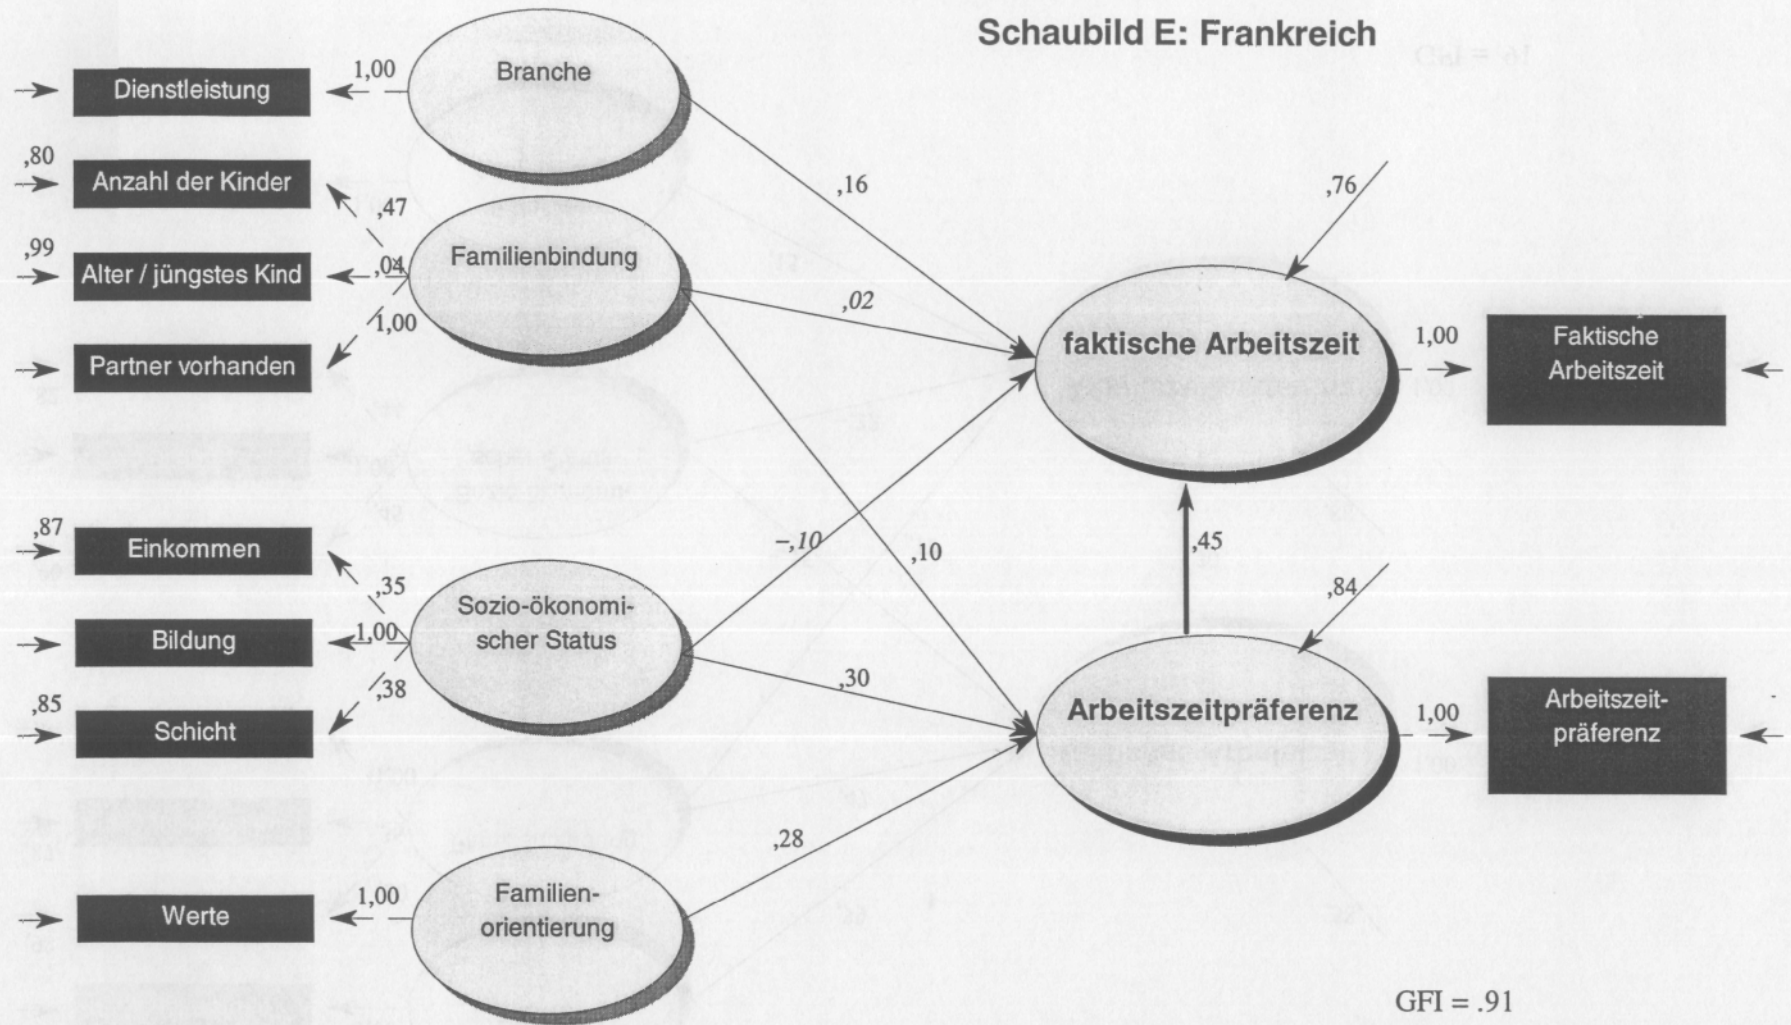 Schaubild E: Frankreich
Branche
1,00
Dienstleistung
,80
Anzahl der Kinder
,47
,16
,76
,99
Alter / jüngstes Kind
,04
Familienbindung
,02
1,00
Partner vorhanden
faktische Arbeitszeit
1,00
Faktische
Arbeitszeit
,87
Einkommen
,35
–,10
,10
,45
Sozio-ökonomi-
scher Status
,84
Bildung
1,00
,30
,85
Schicht
,38
Arbeitszeitpräferenz
1,00
Arbeitszeit-
präferenz
,28
Werte
1,00
Familien-
orientierung
GFI = .91